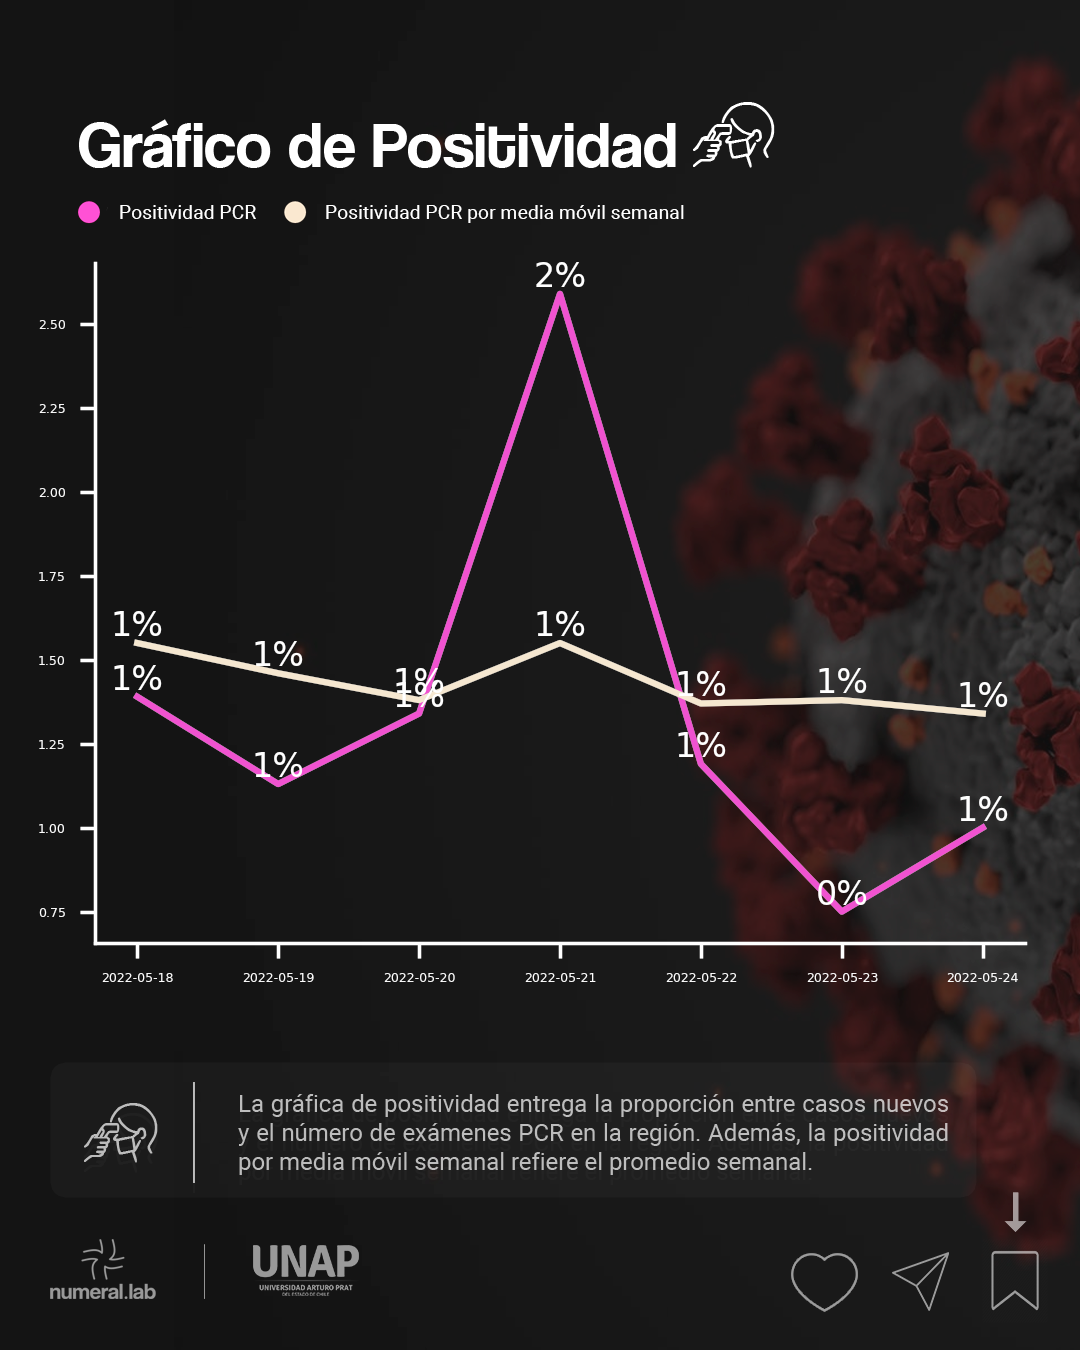 Gráfico de Positividad
Positividad PCR
Positividad PCR por media móvil semanal
2%
2.50
2.25
2.00
1.75
1% 1%
1% 1% 1% 1% 1%
1.50
1% 1%
1% 1%
1.25
1%
1.00
0%
0.75
2022-05-18 2022-05-19 2022-05-20 2022-05-21 2022-05-22 2022-05-23 2022-05-24
La gráfica de positividad entrega la proporción entre casos nuevos
y el número de exámenes PCR en la región. Además, la positividad
por media móvil semanal refiere el promedio semanal.
numeral.lab
UNAP
UNIVERSIDAD ARTURO PRAT
DEL ESTADO DE CHILE